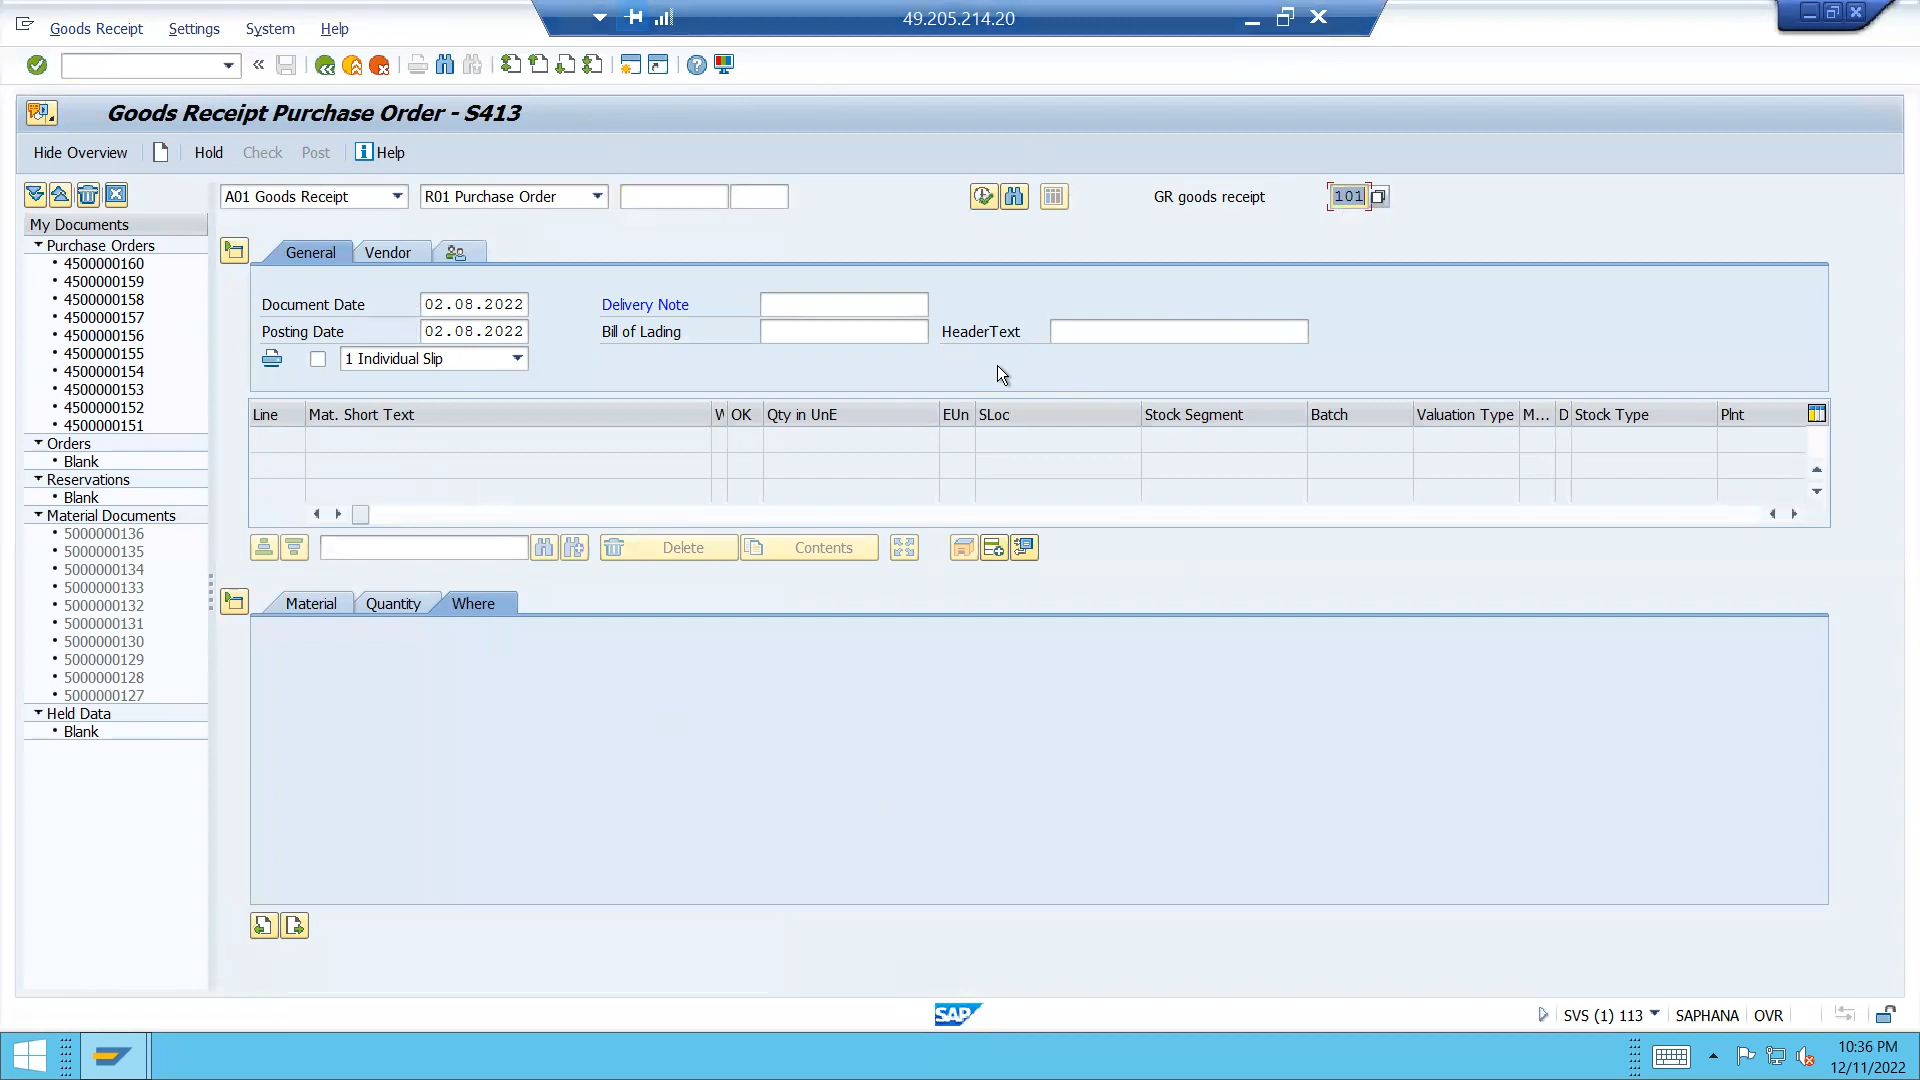 49.205.214.20
Goods Receipt Settings System Help
Goods Receipt Purchase Order - S413
Hide Overview Hold Check Post Help
A01 Goods Receipt R01 Purchase Order GR goods receipt 101
My Documents
Purchase Orders
4500000160
4500000159
4500000158
4500000157
4500000156
4500000155
4500000154
4500000153
4500000152
4500000151
Orders
Blank
Reservations
Blank
Material Documents
5000000136
5000000135
5000000134
5000000133
5000000132
5000000131
5000000130
5000000129
5000000128
5000000127
Held Data
Blank
General Vendor
Document Date 02.08.2022 Delivery Note
Posting Date 02.08.2022 Bill of Lading HeaderText
1 Individual Slip
Line Mat. Short Text W OK Qty in UnE EUn SLoc Stock Segment Batch Valuation Type M... D Stock Type Plnt
Delete Contents
Material Quantity Where
SAP
SVS (1) 113 SAPHANA OVR
10:36 PM
12/11/2022